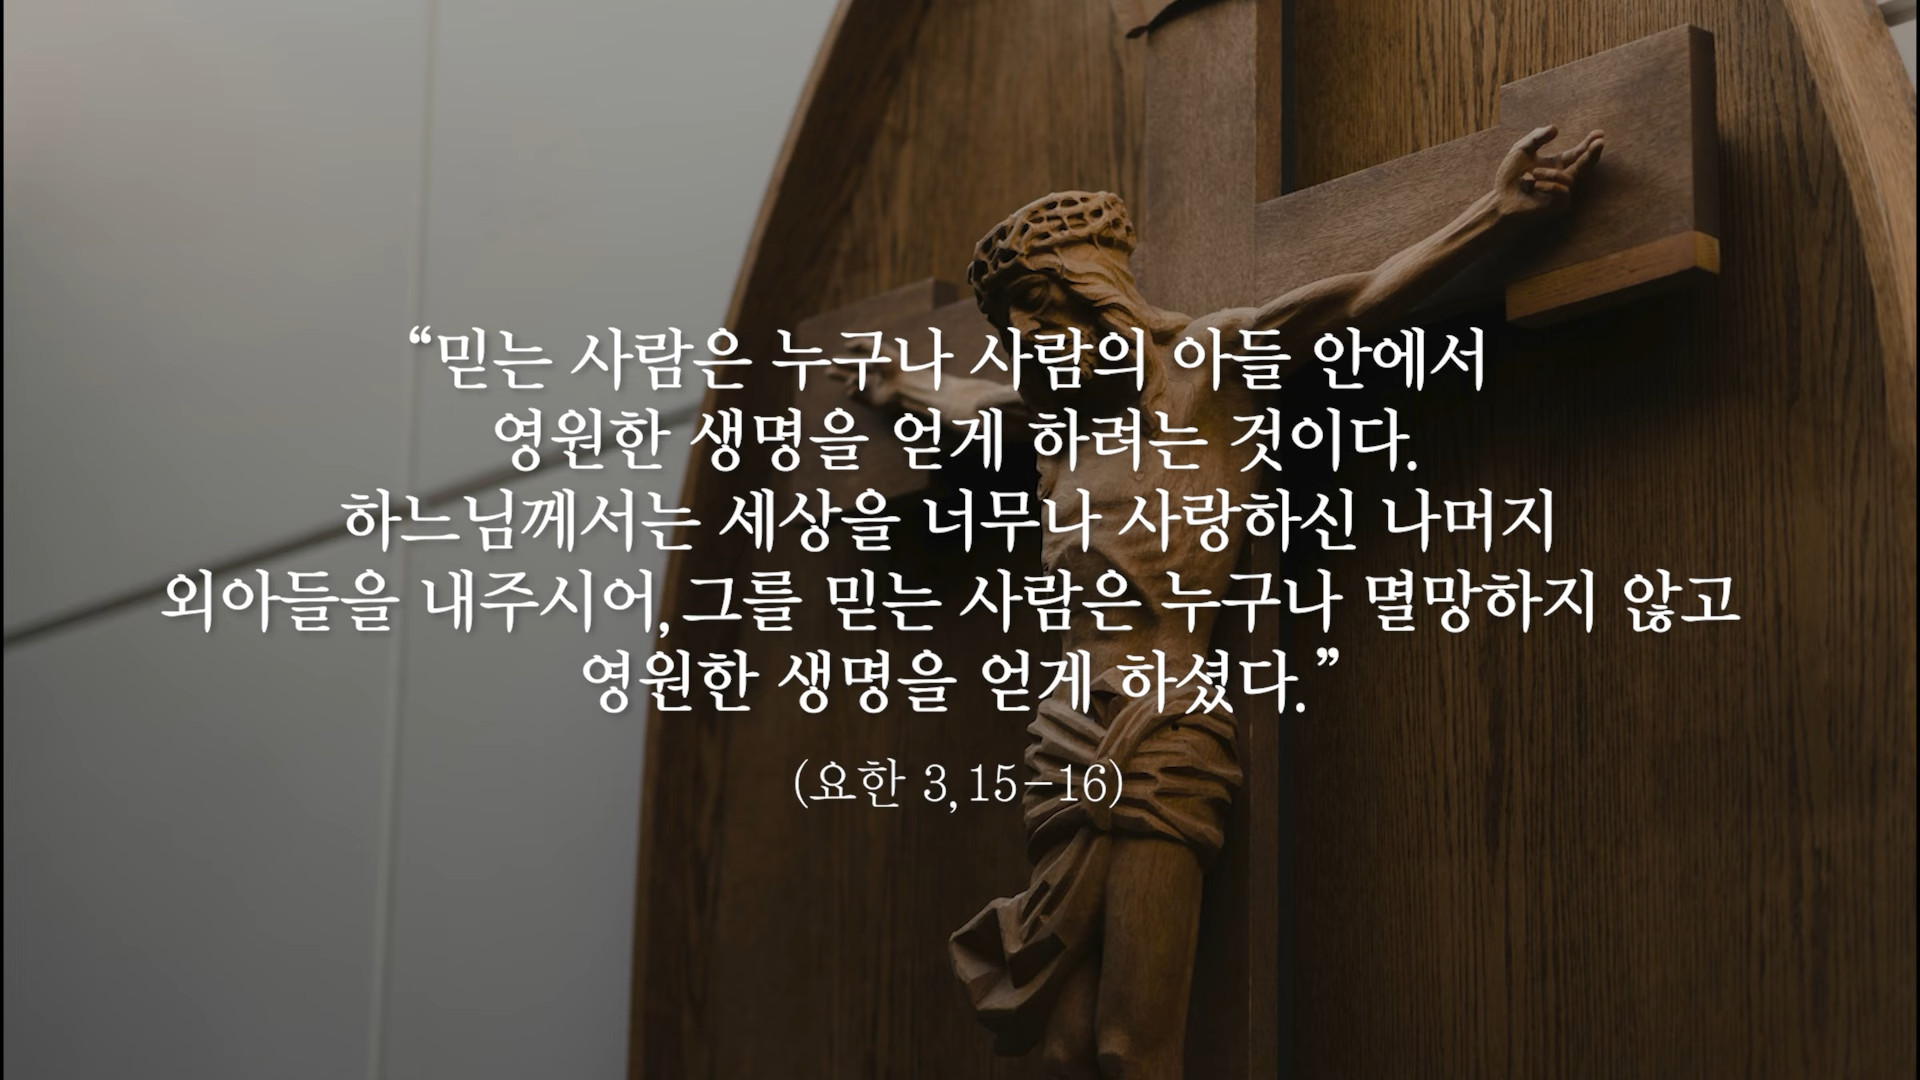 “믿는 사람은 누구나 사람의 아들 안에서
영원한 생명을 얻게 하려는 것이다.
하느님께서는 세상을 너무나 사랑하신 나머지
외아들을 내주시어, 그를 믿는 사람은 누구나 멸망하지 않고
영원한 생명을 얻게 하셨다.”
(요한 3, 15-16)